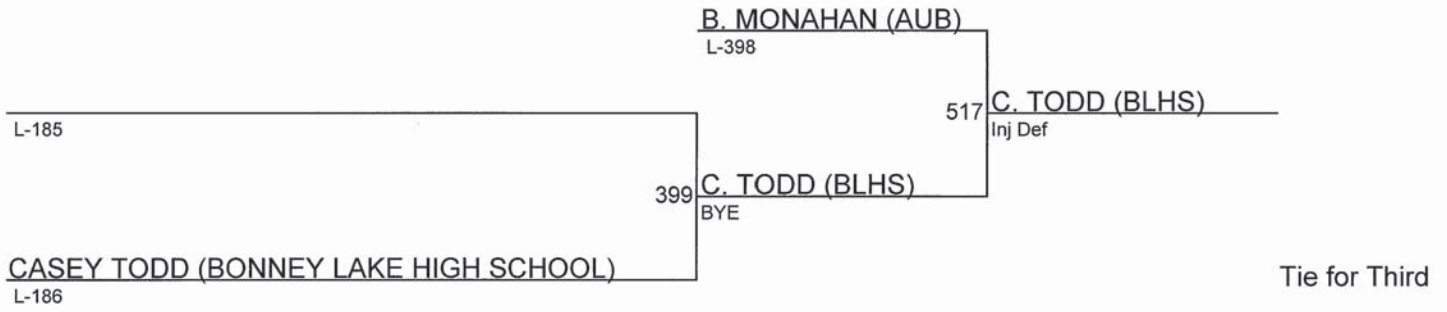 B. MONAHAN (AUB)
L-398
517 C. TODD (BLHS)
Inj Def
L-185
399 C. TODD (BLHS)
BYE
CASEY TODD (BONNEY LAKE HIGH SCHOOL)
L-186
Tie for Third